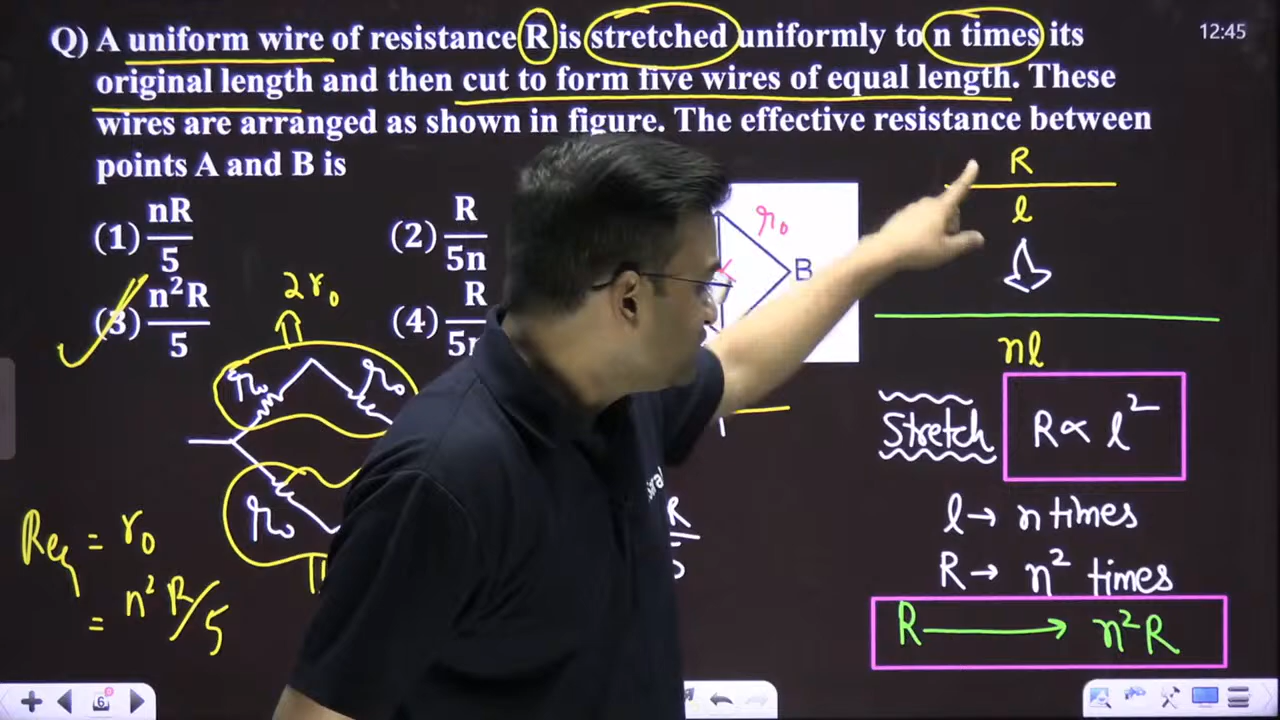 Q) A uniform wire of resistance R is stretched uniformly to n times its
original length and then cut to form five wires of equal length. These
wires are arranged as shown in figure. The effective resistance between
points A and B is
12:45
(1) nR/5
(2) R/5n
(3) n²R/5
(4) R/5
2r₀
r₀
r₀
r₀
Req = r₀
= n²R/5
r₀
B
R
l
nl
Stretch
R ∝ l²
l → n times
R → n² times
R → n²R
R
6